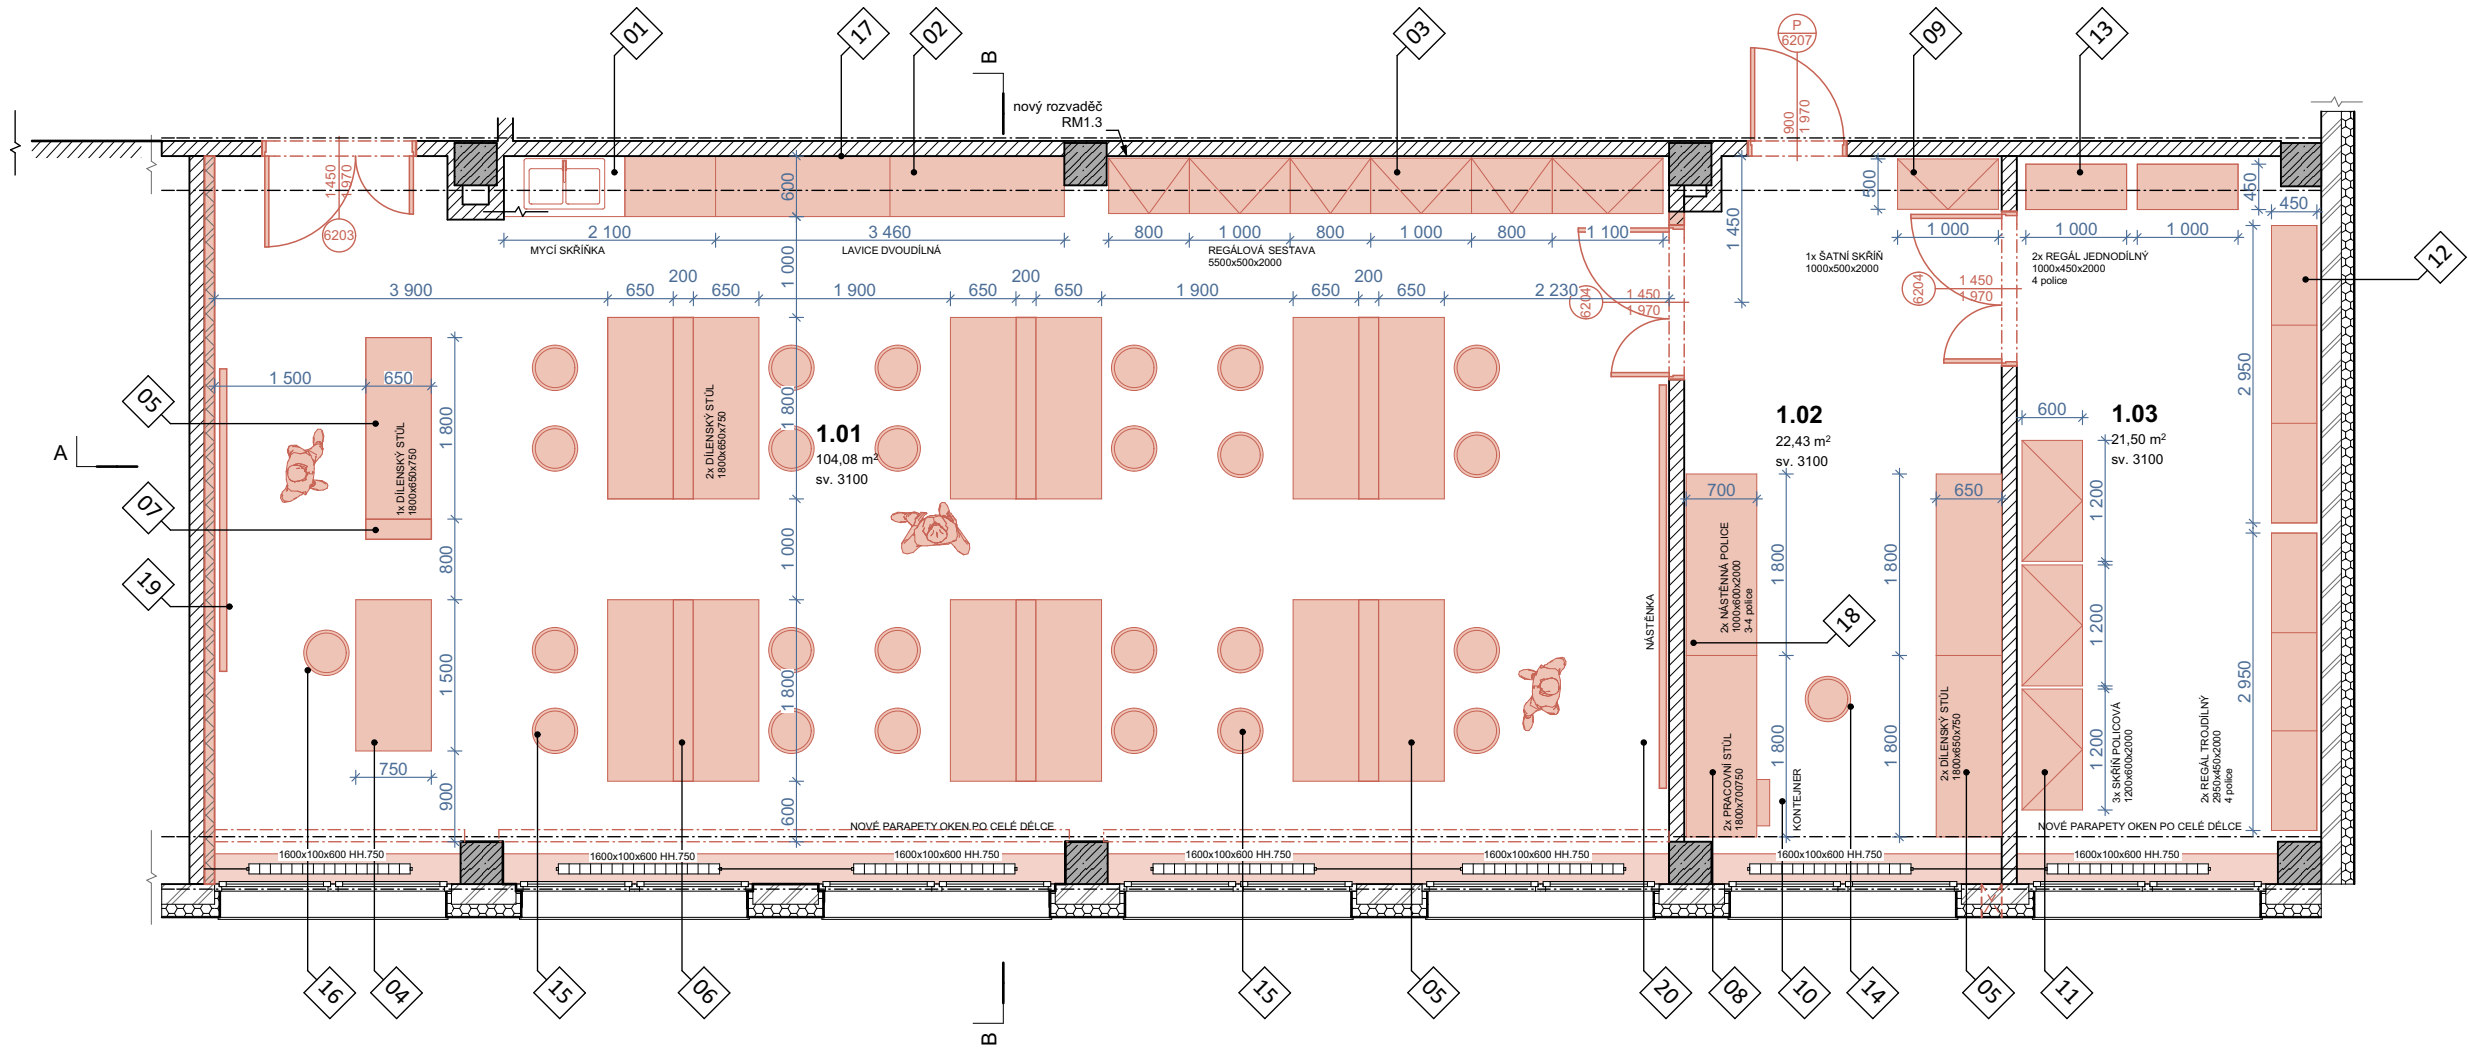 01
17
02
03
P
6207
09
13
B
nový rozvaděč
RM1.3
900
1 970
1 450
1 970
6203
600
500
450
450
2 100
3 460
800
1 000
800
1 000
800
1 100
1 450
1 000
1 000
1 000
MYCÍ SKŘÍŇKA
LAVICE DVOUDÍLNÁ
REGÁLOVÁ SESTAVA
5500x500x2000
1x ŠATNÍ SKŘÍŇ
1000x500x2000
2x REGÁL JEDNODÍLNÝ
1000x450x2000
4 police
12
1 000
200
200
200
3 900
650
650
1 900
650
650
1 900
650
650
2 230
6204
1 450
1 970
6204
1 450
1 970
1 500
650
05
1 800
1x DÍLENSKÝ STŮL
1800x650x750
2x DÍLENSKÝ STŮL
1800x650x750
1 800
1.01
104,08 m²
sv. 3100
1.02
22,43 m²
sv. 3100
600
1.03
21,50 m²
sv. 3100
2 950
A
07
700
650
1 200
800
1 000
2x NÁSTĚNNÁ POLICE
1000x600x2000
3-4 police
1 800
1 800
19
NÁSTĚNKA
18
1 200
1 500
1 800
2 950
750
900
600
2x PRACOVNÍ STŮL
1800x700750
1 800
KONTEJNER
1 800
2x DÍLENSKÝ STŮL
1800x650x750
1 200
3x SKŘÍŇ POLICOVÁ
1200x600x2000
2x REGÁL TROJDÍLNÝ
2950x450x2000
4 police
NOVÉ PARAPETY OKEN PO CELÉ DÉLCE
NOVÉ PARAPETY OKEN PO CELÉ DÉLCE
1600x100x600 HH.750
1600x100x600 HH.750
1600x100x600 HH.750
1600x100x600 HH.750
1600x100x600 HH.750
1600x100x600 HH.750
1600x100x600 HH.750
16
04
15
06
15
05
20
08
10
14
05
11
B